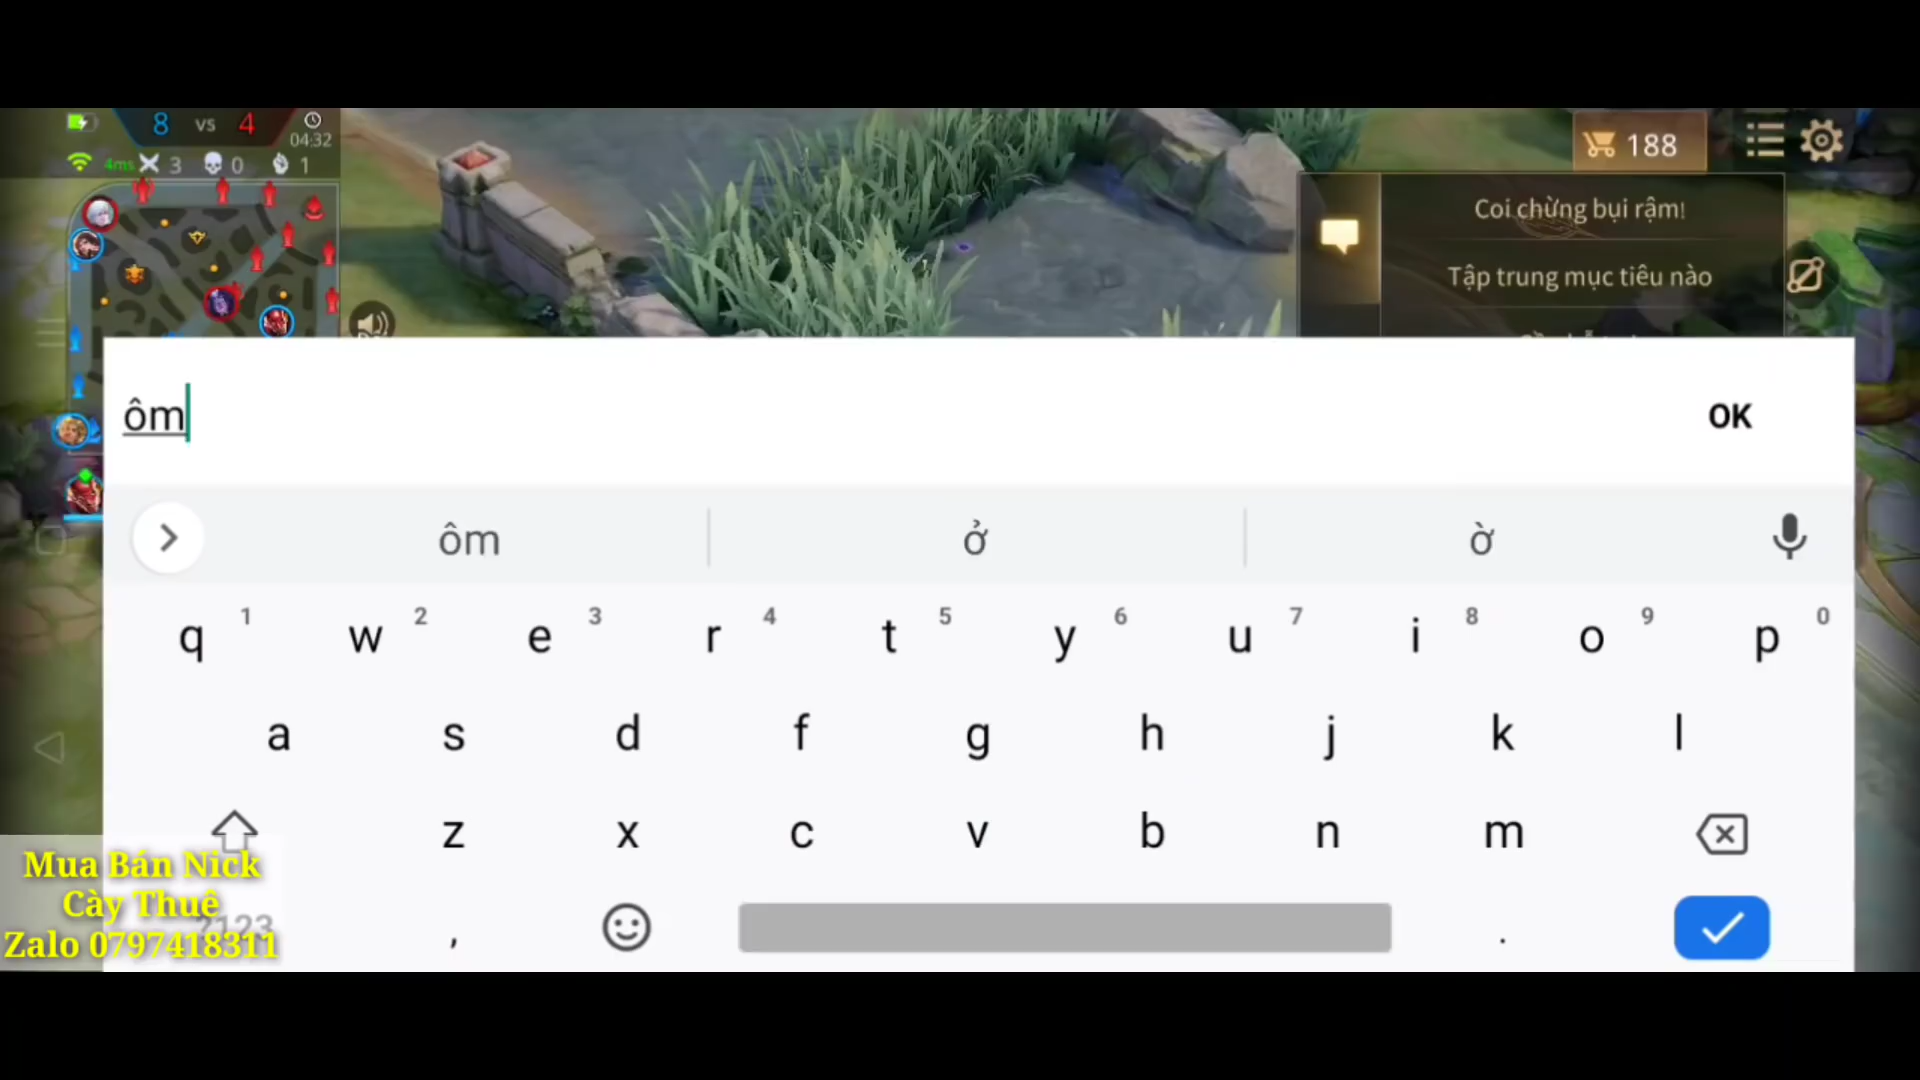 8 vs 4
04:32
4ms 3 0 1
188
Coi chừng bụi rậm!
Tập trung mục tiêu nào
ôm
OK
ôm ở ờ
q 1 w 2 e 3 r 4 t 5 y 6 u 7 i 8 o 9 p 0
a s d f g h j k l
z x c v b n m
?123 , .
Mua Bán Nick
Cày Thuê
Zalo 0797418311